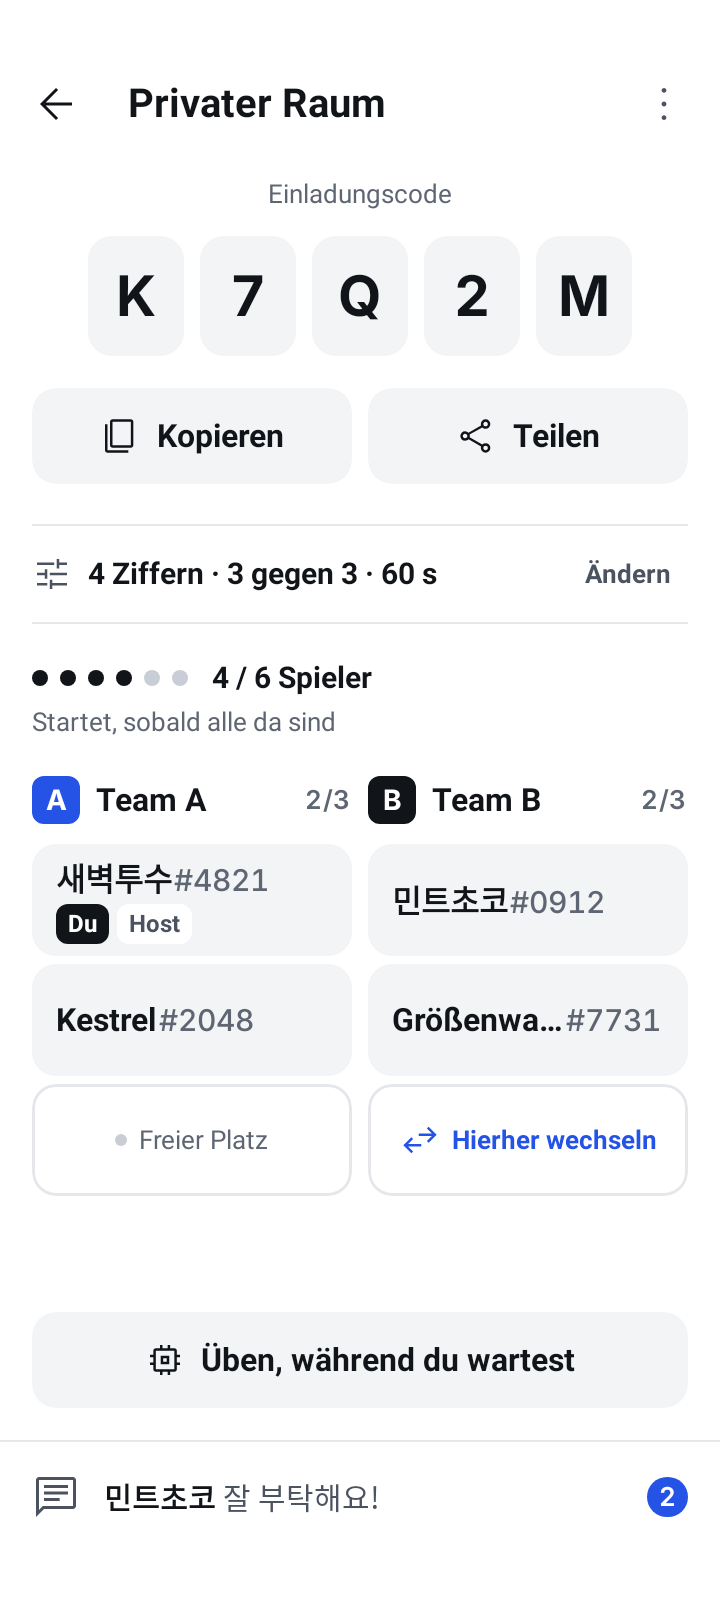 Privater Raum
Einladungscode
K 7 Q 2 M
Kopieren
Teilen
4 Ziffern · 3 gegen 3 · 60 s
Ändern
4 / 6 Spieler
Startet, sobald alle da sind
A Team A 2/3
B Team B 2/3
새벽투수#4821
Du Host
민트초코#0912
Kestrel#2048
Größenwa...#7731
Freier Platz
Hierher wechseln
Üben, während du wartest
민트초코 잘 부탁해요!
2